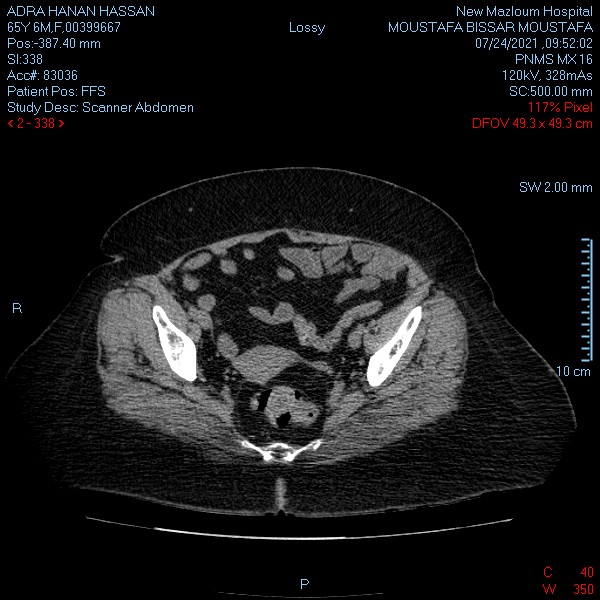 ADRA HANAN HASSAN
65Y 6M,F,00399667
Pos:-387.40 mm
SI:338
Acc#: 83036
Patient Pos: FFS
Study Desc: Scanner Abdomen
< 2 - 338 >
Lossy
New Mazloum Hospital
MOUSTAFA BISSAR MOUSTAFA
07/24/2021 ,09:52:02
PNMS MX 16
120kV, 328mAs
SC:500.00 mm
117% Pixel
DFOV 49.3 x 49.3 cm
SW 2.00 mm
R
10 cm
P
C 40
W 350